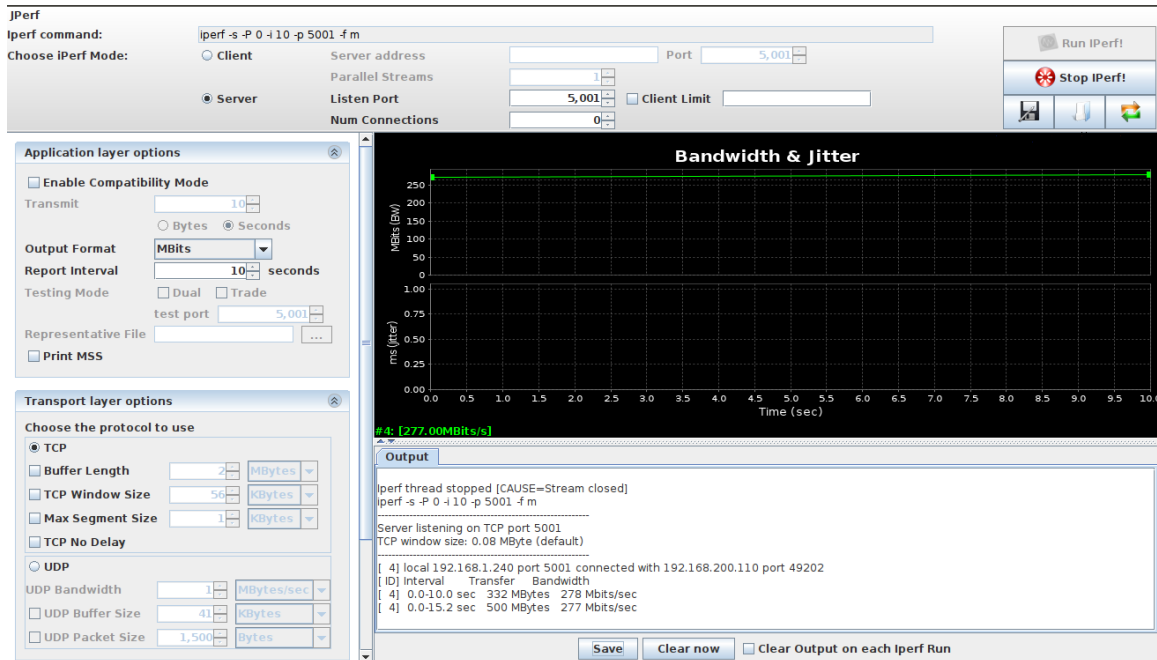 JPerf
Iperf command: iperf -s -P 0 -i 10 -p 5001 -f m
Choose iPerf Mode: Client Server address Port 5,001
Parallel Streams 1
Server Listen Port 5,001 Client Limit
Num Connections 0
Run IPerf!
Stop IPerf!
Application layer options
Enable Compatibility Mode
Transmit 10
Bytes Seconds
Output Format MBits
Report Interval 10 seconds
Testing Mode Dual Trade
test port 5,001
Representative File ...
Print MSS
Transport layer options
Choose the protocol to use
TCP
Buffer Length 2 MBytes
TCP Window Size 56 KBytes
Max Segment Size 1 KBytes
TCP No Delay
UDP
UDP Bandwidth 1 MBytes/sec
UDP Buffer Size 41 KBytes
UDP Packet Size 1,500 Bytes
Bandwidth & Jitter
MBits (BW)
250
200
150
100
50
0
ms (Jitter)
1.00
0.75
0.50
0.25
0.00
0.0 0.5 1.0 1.5 2.0 2.5 3.0 3.5 4.0 4.5 5.0 5.5 6.0 6.5 7.0 7.5 8.0 8.5 9.0 9.5 10.
Time (sec)
#4: [277.00MBits/s]
Output
Iperf thread stopped [CAUSE=Stream closed]
iperf -s -P 0 -i 10 -p 5001 -f m
------------------------------------------------------------
Server listening on TCP port 5001
TCP window size: 0.08 MByte (default)
------------------------------------------------------------
[ 4] local 192.168.1.240 port 5001 connected with 192.168.200.110 port 49202
[ ID] Interval Transfer Bandwidth
[ 4] 0.0-10.0 sec 332 MBytes 278 Mbits/sec
[ 4] 0.0-15.2 sec 500 MBytes 277 Mbits/sec
Save Clear now Clear Output on each Iperf Run